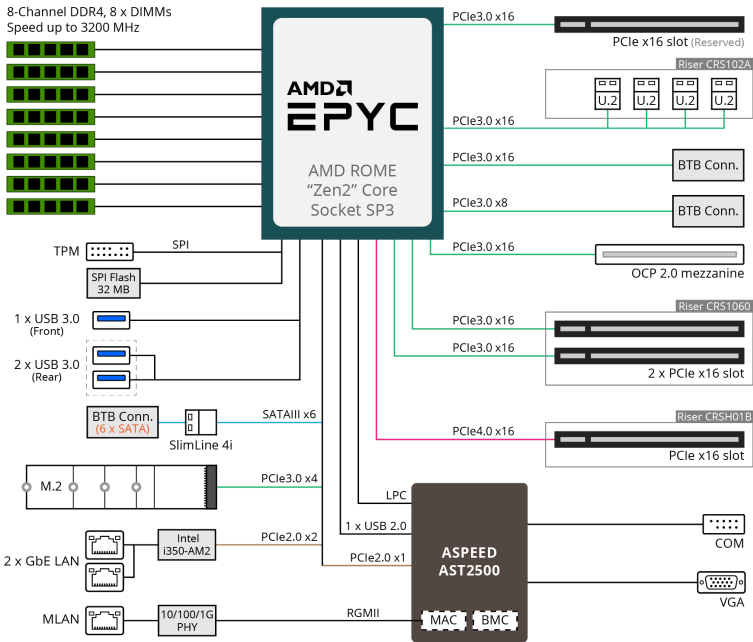 8-Channel DDR4, 8 x DIMMs
Speed up to 3200 MHz
AMD
EPYC
AMD ROME
“Zen2” Core
Socket SP3
PCIe3.0 x16
PCIe x16 slot (Reserved)
Riser CRS102A
U.2 U.2 U.2 U.2
PCIe3.0 x16
PCIe3.0 x16
BTB Conn.
PCIe3.0 x8
BTB Conn.
PCIe3.0 x16
OCP 2.0 mezzanine
TPM
SPI
SPI Flash
32 MB
1 x USB 3.0
(Front)
2 x USB 3.0
(Rear)
Riser CRS1060
PCIe3.0 x16
PCIe3.0 x16
2 x PCIe x16 slot
BTB Conn.
(6 x SATA)
SlimLine 4i
SATAIII x6
Riser CRSH01B
PCIe4.0 x16
PCIe x16 slot
M.2
PCIe3.0 x4
2 x GbE LAN
Intel
i350-AM2
PCIe2.0 x2
LPC
1 x USB 2.0
PCIe2.0 x1
ASPEED
AST2500
COM
VGA
MLAN
10/100/1G
PHY
RGMII
MAC
BMC